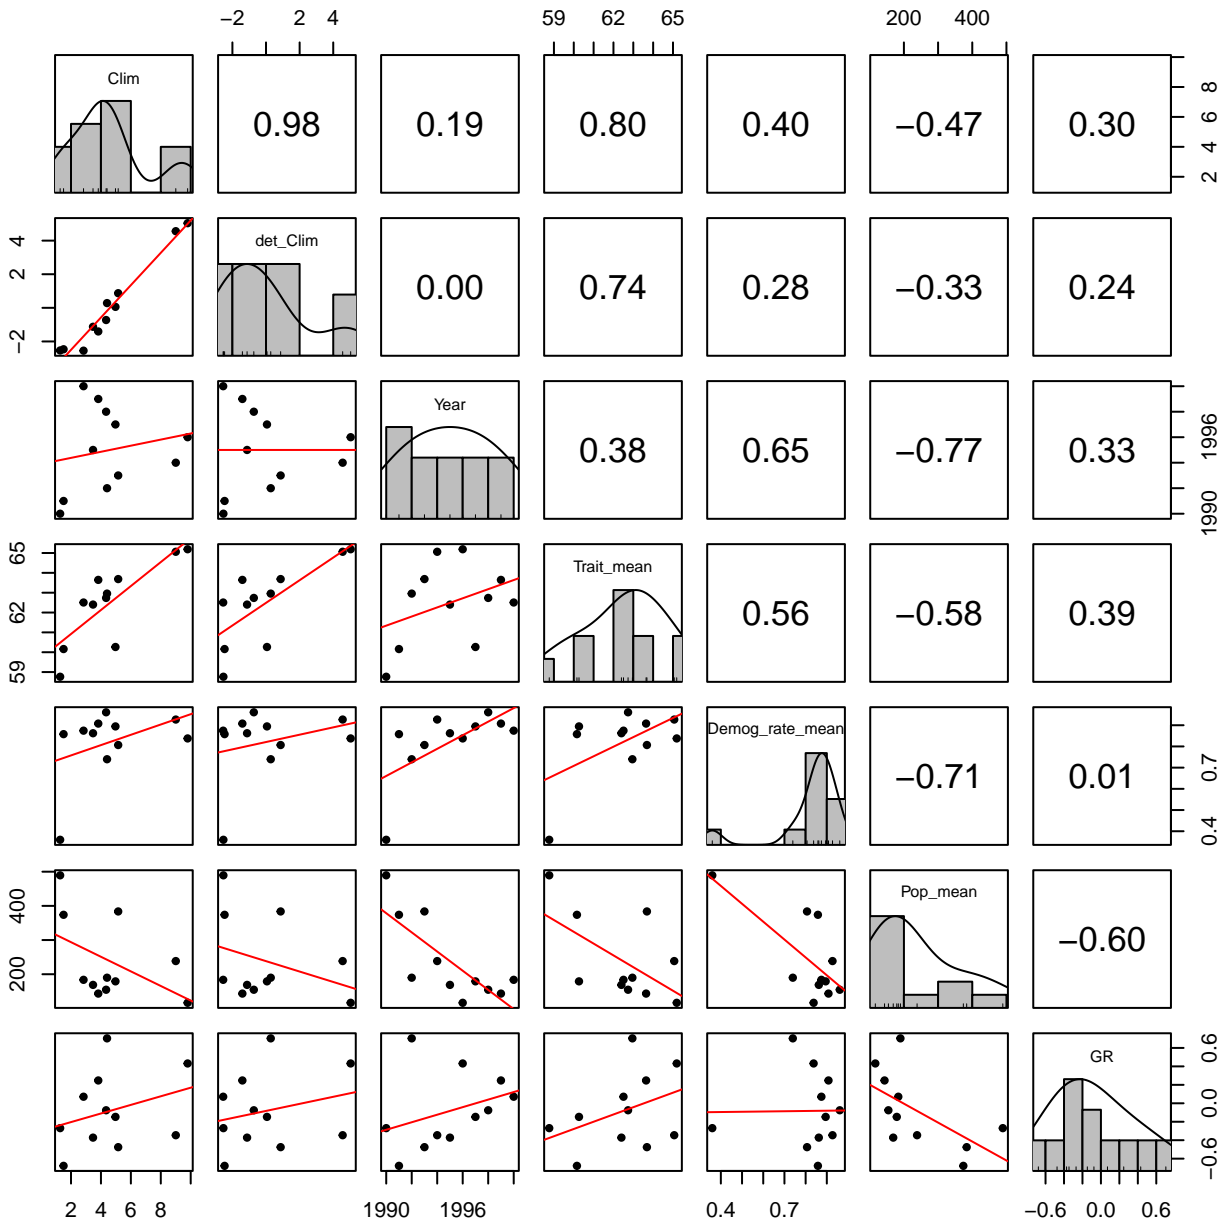 −2 2 4 59 62 65 200 400
Clim
0.98 0.19 0.80 0.40 −0.47 0.30
2 4 6 8
det_Clim
0.00 0.74 0.28 −0.33 0.24
−2 2 4
Year
0.38 0.65 −0.77 0.33
1990 1996
Trait_mean
0.56 −0.58 0.39
59 62 65
Demog_rate_mean
−0.71 0.01
0.4 0.7
Pop_mean
−0.60
200 400
GR
−0.6 0.0 0.6
2 4 6 8 1990 1996 0.4 0.7 −0.6 0.0 0.6